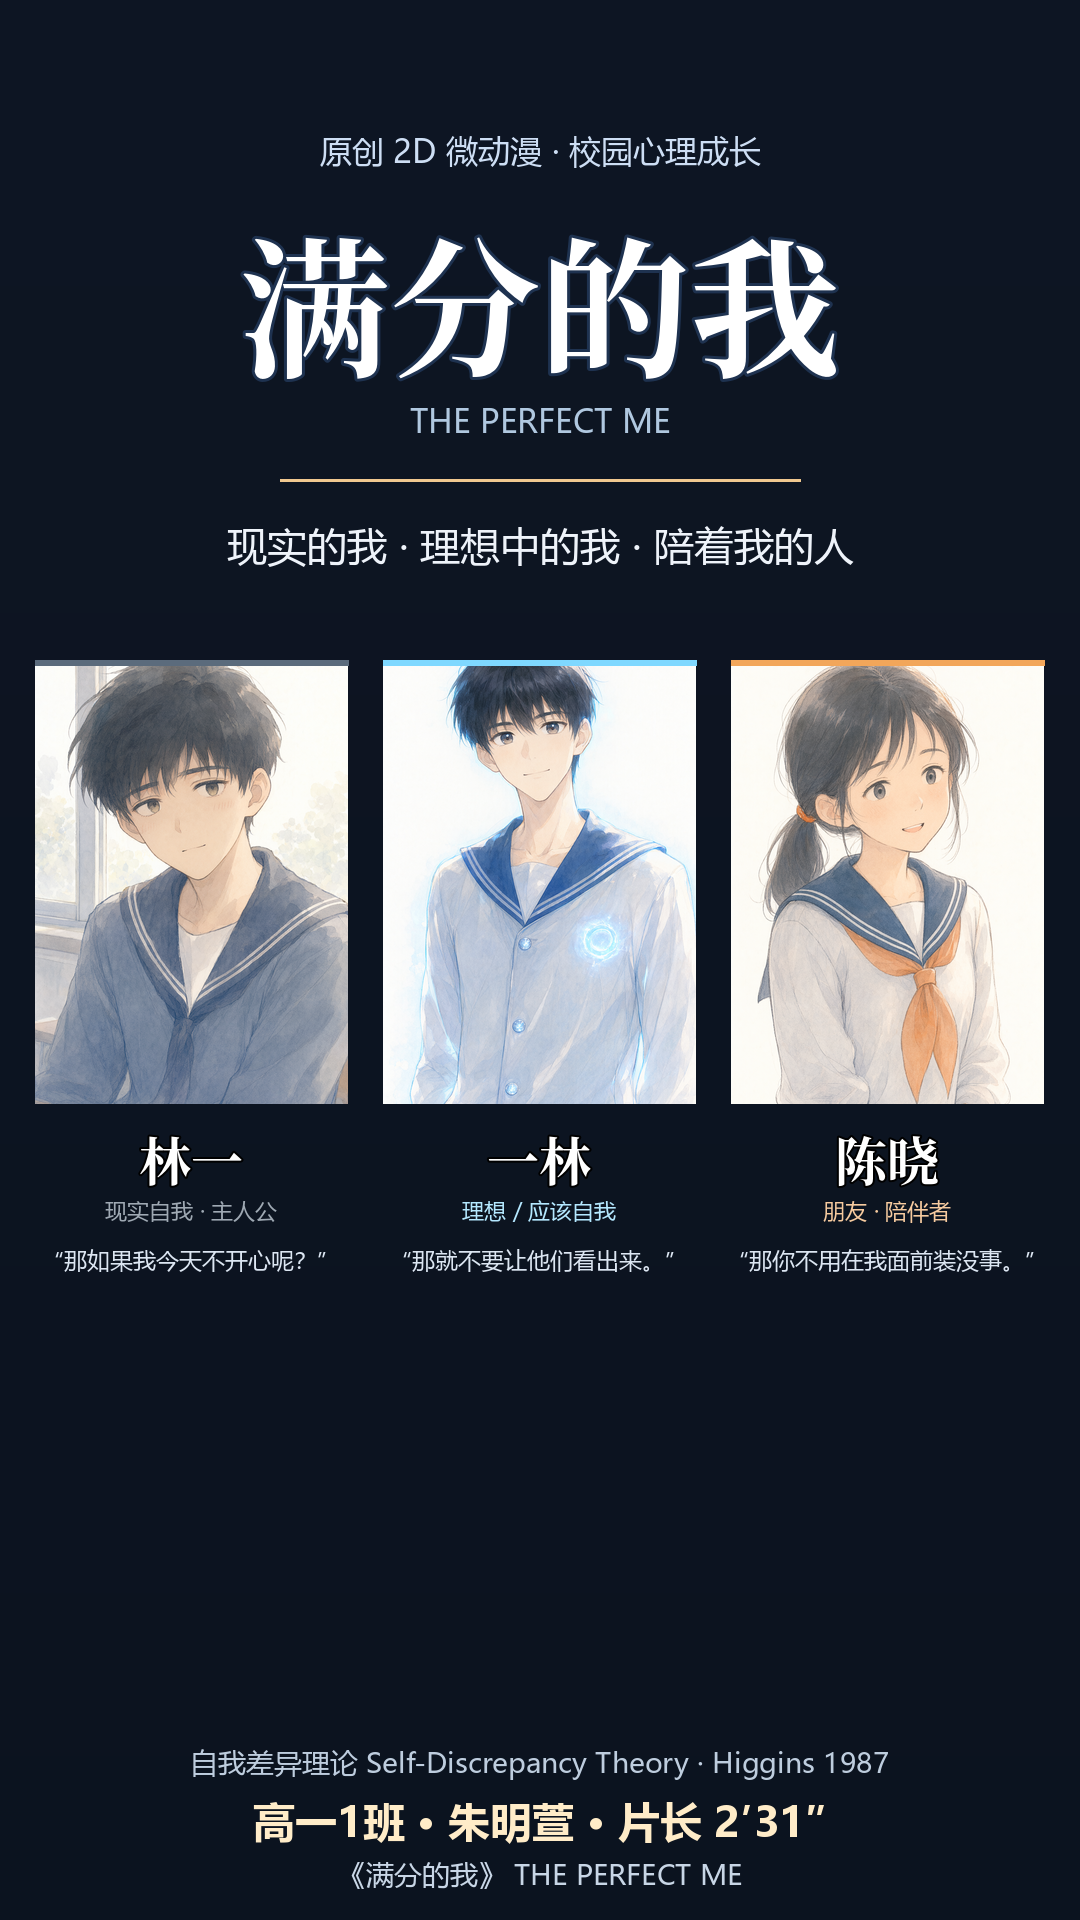 原创 2D 微动漫 · 校园心理成长
满分的我
THE PERFECT ME
现实的我 · 理想中的我 · 陪着我的人
林一
现实自我 · 主人公
“那如果我今天不开心呢？”
一林
理想 / 应该自我
“那就不要让他们看出来。”
陈晓
朋友 · 陪伴者
“那你不用在我面前装没事。”
自我差异理论 Self-Discrepancy Theory · Higgins 1987
高一1班 • 朱明萱 • 片长 2′31″
《满分的我》 THE PERFECT ME